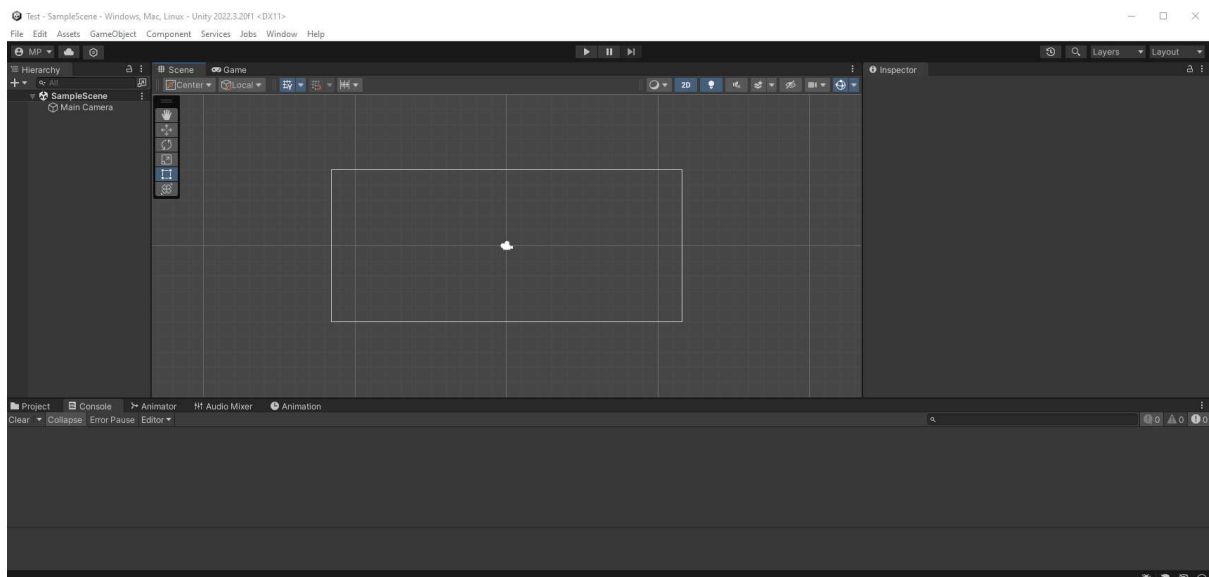 Test - SampleScene - Windows, Mac, Linux - Unity 2022.3.20f1 <DX11>
File Edit Assets GameObject Component Services Jobs Window Help
MP Layers Layout
Hierarchy Scene Game Inspector
All Center Local 2D
SampleScene
Main Camera
Project Console Animator Audio Mixer Animation
Clear Collapse Error Pause Editor 0 0 0